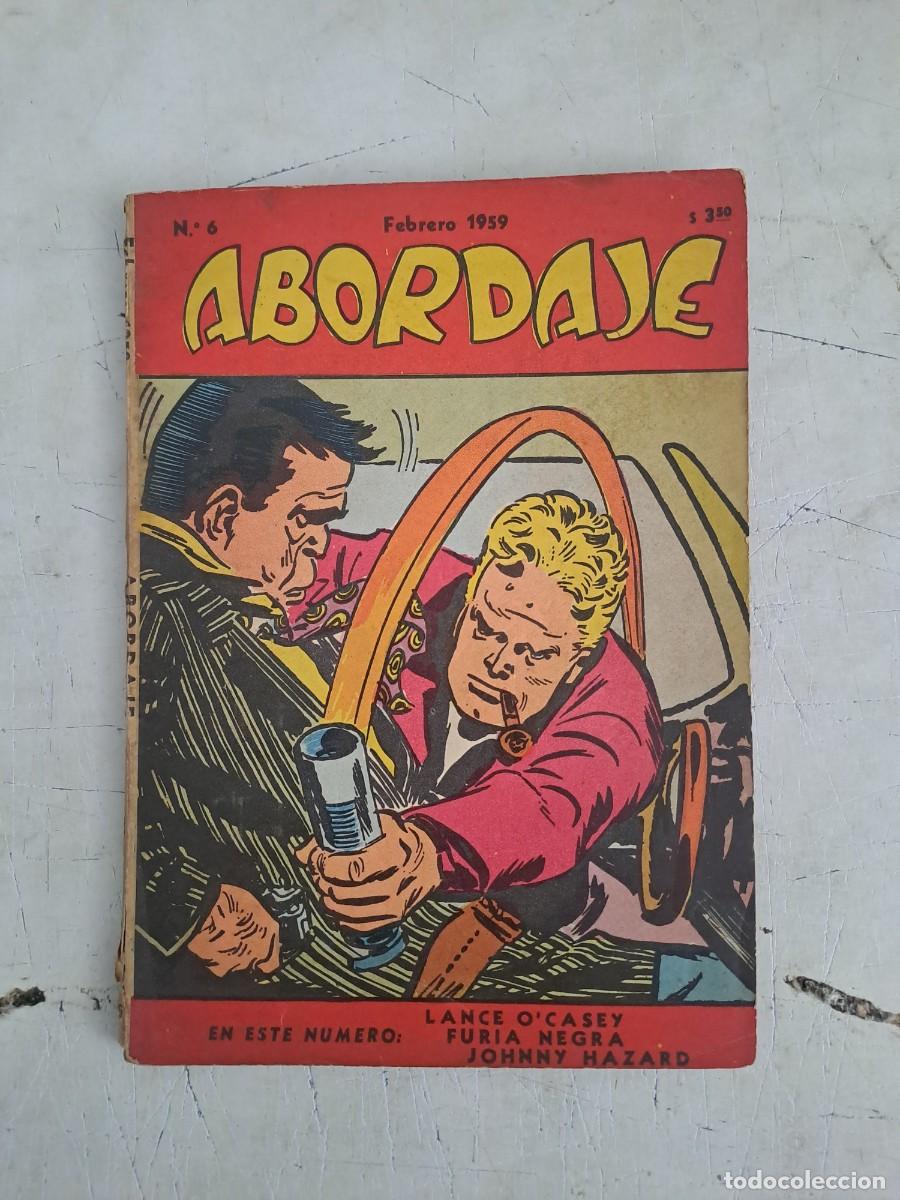 N.º 6 Febrero 1959 $ 3.50
ABORDAJE
ABORDAJE
EN ESTE NUMERO:
LANCE O'CASEY
FURIA NEGRA
JOHNNY HAZARD
todocoleccion